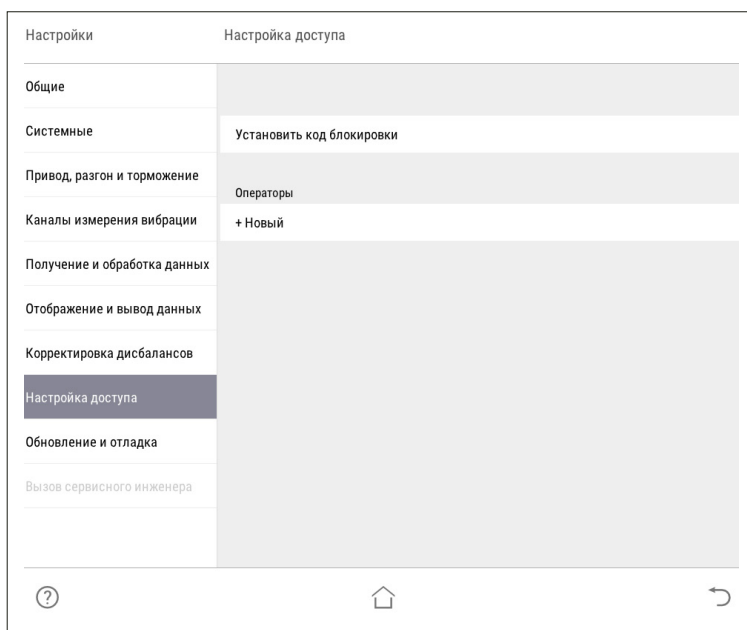 Настройки
Настройка доступа
Общие
Системные
Привод, разгон и торможение
Каналы измерения вибрации
Получение и обработка данных
Отображение и вывод данных
Корректировка дисбалансов
Настройка доступа
Обновление и отладка
Вызов сервисного инженера
Установить код блокировки
Операторы
+ Новый
?